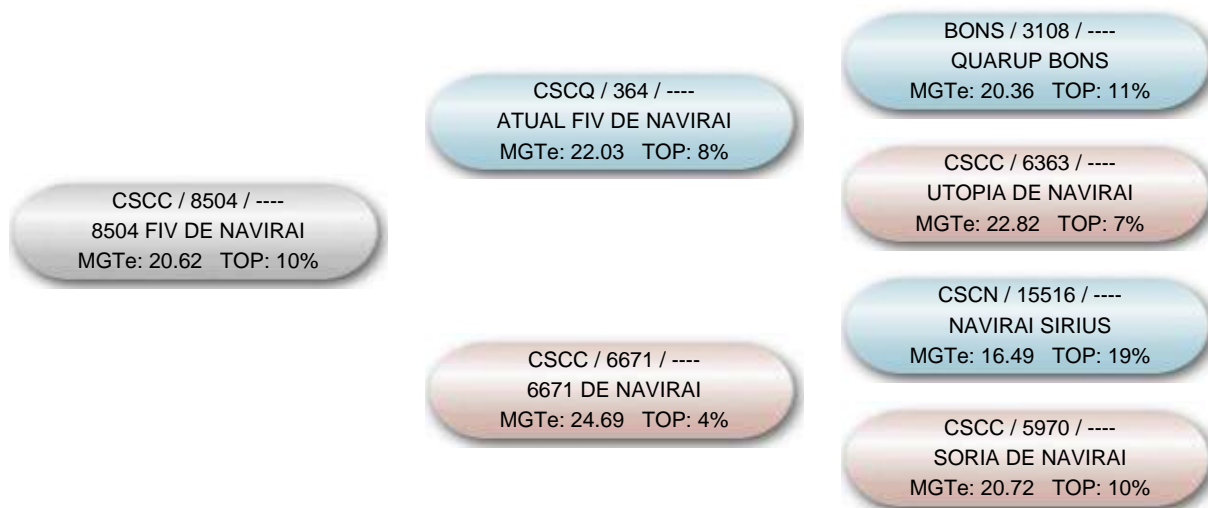 CSCC / 8504 / ----
8504 FIV DE NAVIRAI
MGTe: 20.62 TOP: 10%
CSCQ / 364 / ----
ATUAL FIV DE NAVIRAI
MGTe: 22.03 TOP: 8%
CSCC / 6671 / ----
6671 DE NAVIRAI
MGTe: 24.69 TOP: 4%
BONS / 3108 / ----
QUARUP BONS
MGTe: 20.36 TOP: 11%
CSCC / 6363 / ----
UTOPIA DE NAVIRAI
MGTe: 22.82 TOP: 7%
CSCN / 15516 / ----
NAVIRAI SIRIUS
MGTe: 16.49 TOP: 19%
CSCC / 5970 / ----
SORIA DE NAVIRAI
MGTe: 20.72 TOP: 10%